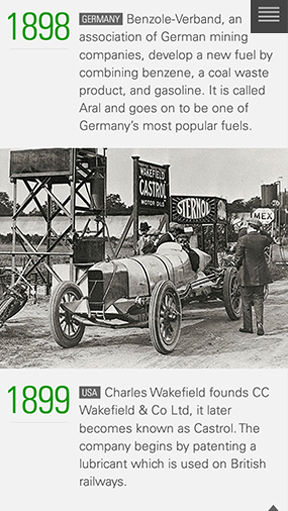 1898
GERMANY Benzole-Verband, an
association of German mining
companies, develop a new fuel by
combining benzene, a coal waste
product, and gasoline. It is called
Aral and goes on to be one of
Germany's most popular fuels.
WAKEFIELD
CASTROL
MOTOR OILS
STERNOL
MEX
1899
USA Charles Wakefield founds CC
Wakefield & Co Ltd, it later
becomes known as Castrol. The
company begins by patenting a
lubricant which is used on British
railways.